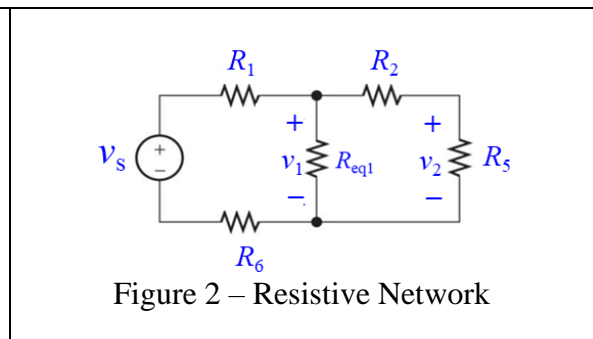 R1 R2
+ +
vs + v1 Req1 v2 R5
− − −
R6
Figure 2 – Resistive Network